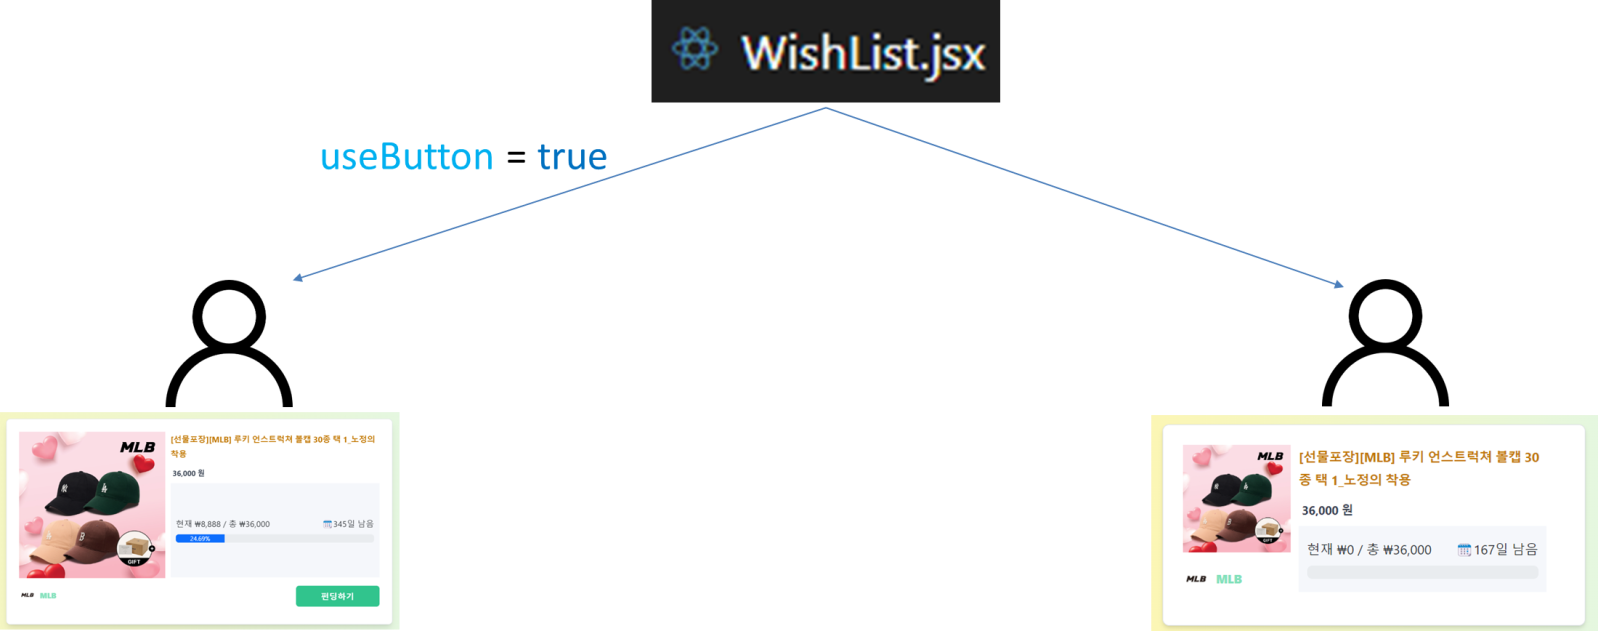 WishList.jsx
useButton = true
MLB
[선물포장][MLB] 루키 언스트럭쳐 볼캡 30종 택 1_노정의
착용
36,000 원
현재 ₩8,888 / 총 ₩36,000
345일 남음
24.69%
GIFT
MLB MLB
펀딩하기
MLB
[선물포장][MLB] 루키 언스트럭쳐 볼캡 30
종 택 1_노정의 착용
36,000 원
현재 ₩0 / 총 ₩36,000
167일 남음
GIFT
MLB MLB